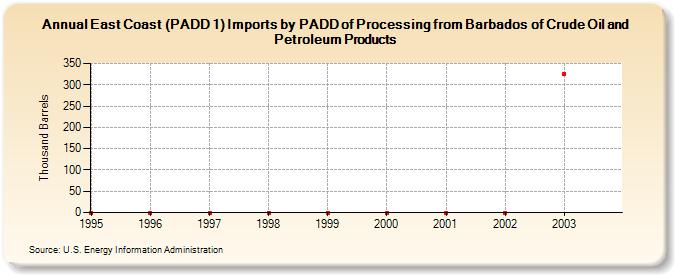 Annual East Coast (PADD 1) Imports by PADD of Processing from Barbados of Crude Oil and
Petroleum Products
Thousand Barrels
350
300
250
200
150
100
50
0
1995 1996 1997 1998 1999 2000 2001 2002 2003
Source: U.S. Energy Information Administration